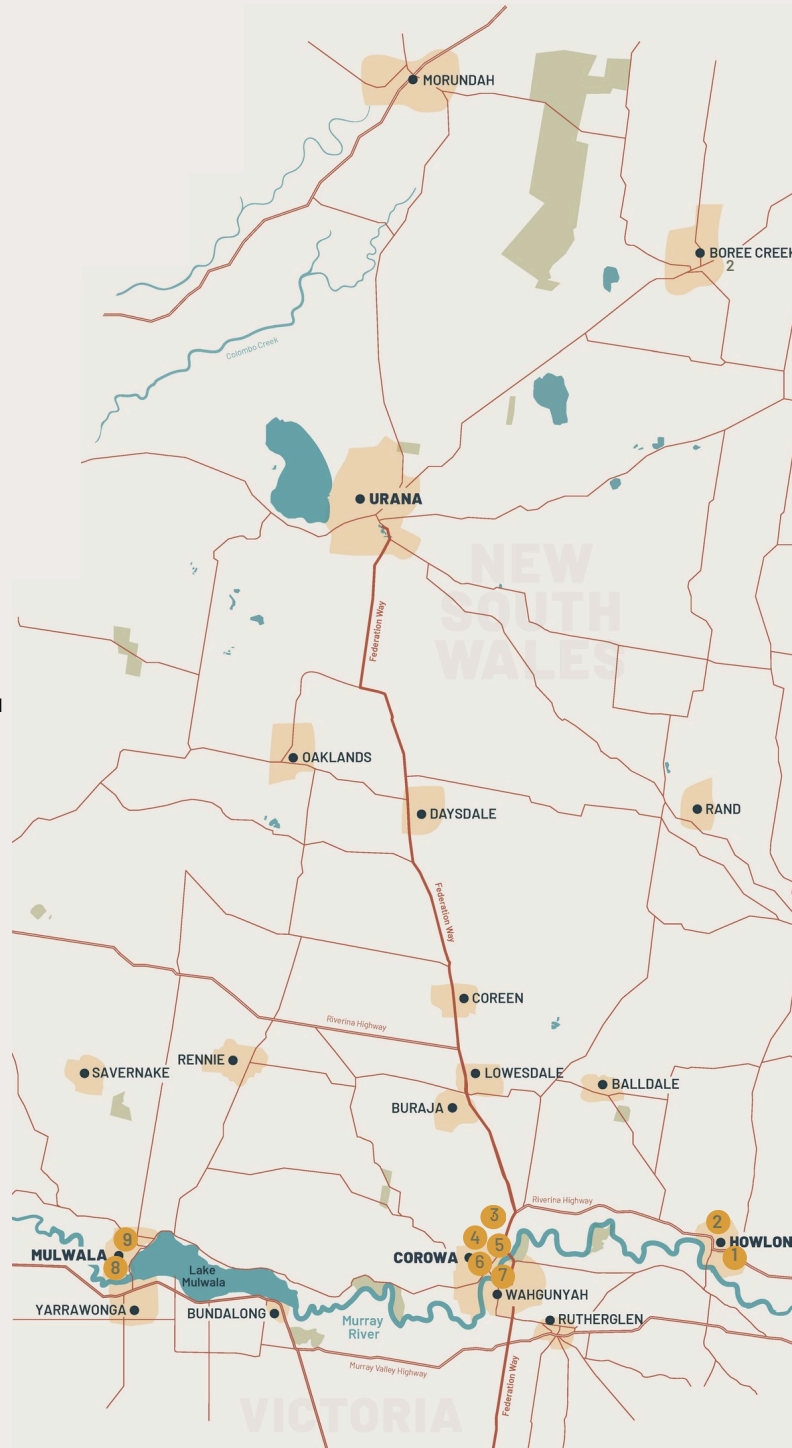 MORUNDAH
BOREE CREEK
2
Colombo Creek
URANA
NEW
SOUTH
WALES
Federation Way
OAKLANDS
DAYSDALE
RAND
Federation Way
COREEN
Riverina Highway
RENNIE
SAVERNAKE
LOWESDALE
BALLDALE
BURAJA
Riverina Highway
3
2
9
4
5
HOWLON
MULWALA
COROWA
1
8
6
7
Lake
Mulwala
WAHGUNYAH
YARRAWONGA
BUNDALONG
Murray
River
RUTHERGLEN
Murray Valley Highway
Federation Way
VICTORIA